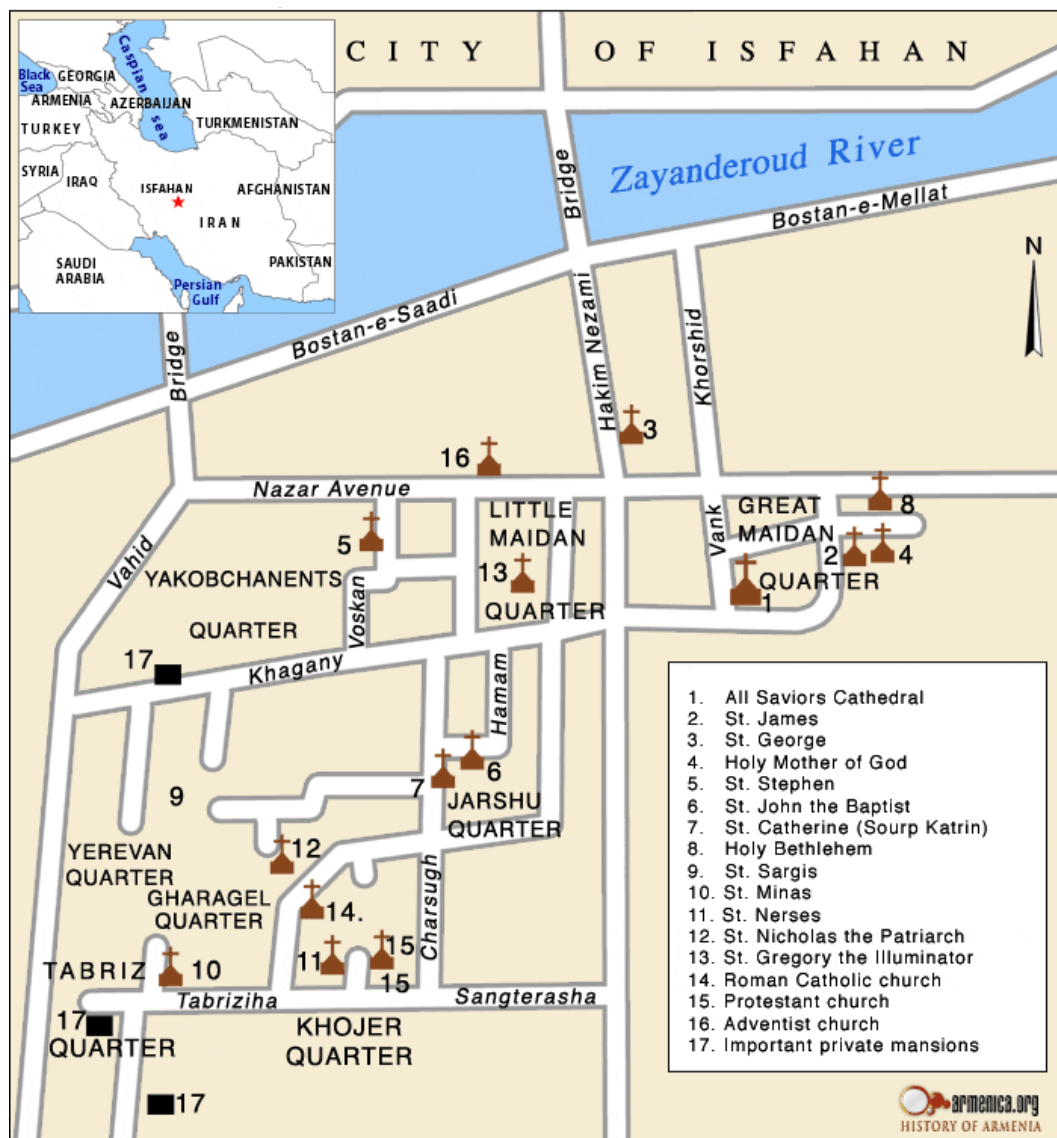 CITY OF ISFAHAN
Black
Sea
GEORGIA
Caspian sea
ARMENIA
AZERBAIJAN
TURKEY
TURKMENISTAN
SYRIA
IRAQ
ISFAHAN
AFGHANISTAN
IRAN
SAUDI
ARABIA
PAKISTAN
Persian
Gulf
Bridge
Zayanderoud River
Bostan-e-Mellat
Bostan-e-Saadi
Bridge
Hakim Nezami
Khorshid
N
3
16
Nazar Avenue
8
LITTLE
MAIDAN
GREAT
MAIDAN
Vank
5
2
4
Vahid
YAKOBCHANENTS
13
QUARTER
1
Voskan
QUARTER
QUARTER
17
Khagany
Hamam
6
7
9
JARSHU
QUARTER
12
YEREVAN
QUARTER
GHARAGEL
QUARTER
14.
Charsugh
15
11
TABRIZ
10
15
Tabriziha
Sangterasha
17
QUARTER
KHOJER
QUARTER
17
1. All Saviors Cathedral
2. St. James
3. St. George
4. Holy Mother of God
5. St. Stephen
6. St. John the Baptist
7. St. Catherine (Sourp Katrin)
8. Holy Bethlehem
9. St. Sargis
10. St. Minas
11. St. Nerses
12. St. Nicholas the Patriarch
13. St. Gregory the Illuminator
14. Roman Catholic church
15. Protestant church
16. Adventist church
17. Important private mansions
armenica.org
HISTORY OF ARMENIA